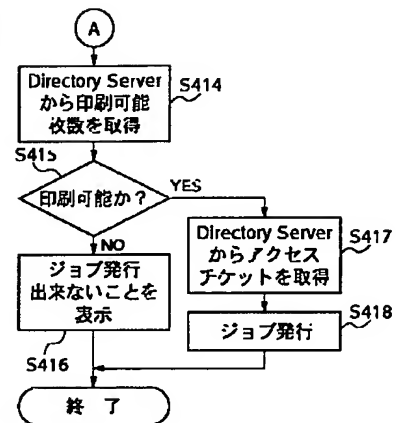 A
Directory Server
から印刷可能
枚数を取得
S414
S415
印刷可能か？
YES
NO
Directory Server
からアクセス
チケットを取得
S417
ジョブ発行
出来ないことを
表示
S416
ジョブ発行
S418
終 了